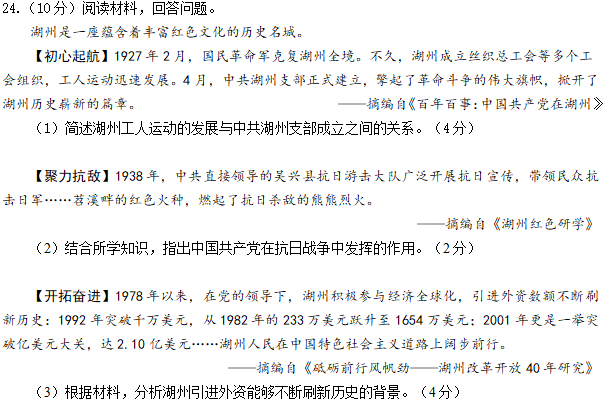 24.（10分）阅读材料，回答问题。
湖州是一座蕴含着丰富红色文化的历史名城。
【初心起航】1927年2月，国民革命军克复湖州全境。不久，湖州成立丝织总工会等多个工
会组织，工人运动迅速发展。4月，中共湖州支部正式建立，擎起了革命斗争的伟大旗帜，掀开了
湖州历史崭新的篇章。 ——摘编自《百年百事：中国共产党在湖州》
（1）简述湖州工人运动的发展与中共湖州支部成立之间的关系。（4分）
【聚力抗敌】1938年，中共直接领导的吴兴县抗日游击大队广泛开展抗日宣传，带领民众抗
击日军……苕溪畔的红色火种，燃起了抗日杀敌的熊熊烈火。
——摘编自《湖州红色研学》
（2）结合所学知识，指出中国共产党在抗日战争中发挥的作用。（2分）
【开拓奋进】1978年以来，在党的领导下，湖州积极参与经济全球化，引进外资数额不断刷
新历史：1992年突破千万美元，从1982年的233万美元跃升至1654万美元；2001年更是一举突
破亿美元大关，达2.10亿美元……湖州人民在中国特色社会主义道路上阔步前行。
——摘编自《砥砺前行风帆劲——湖州改革开放40年研究》
（3）根据材料，分析湖州引进外资能够不断刷新历史的背景。（4分）